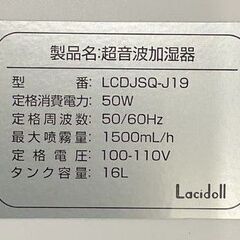 製品名:超音波加湿器
型 番 : LCDJSQ-J19
定格消費電力: 50W
定格周波数: 50/60Hz
最大噴霧量: 1500mL/h
定格電圧: 100-110V
タンク容量: 16L
Lacidoll